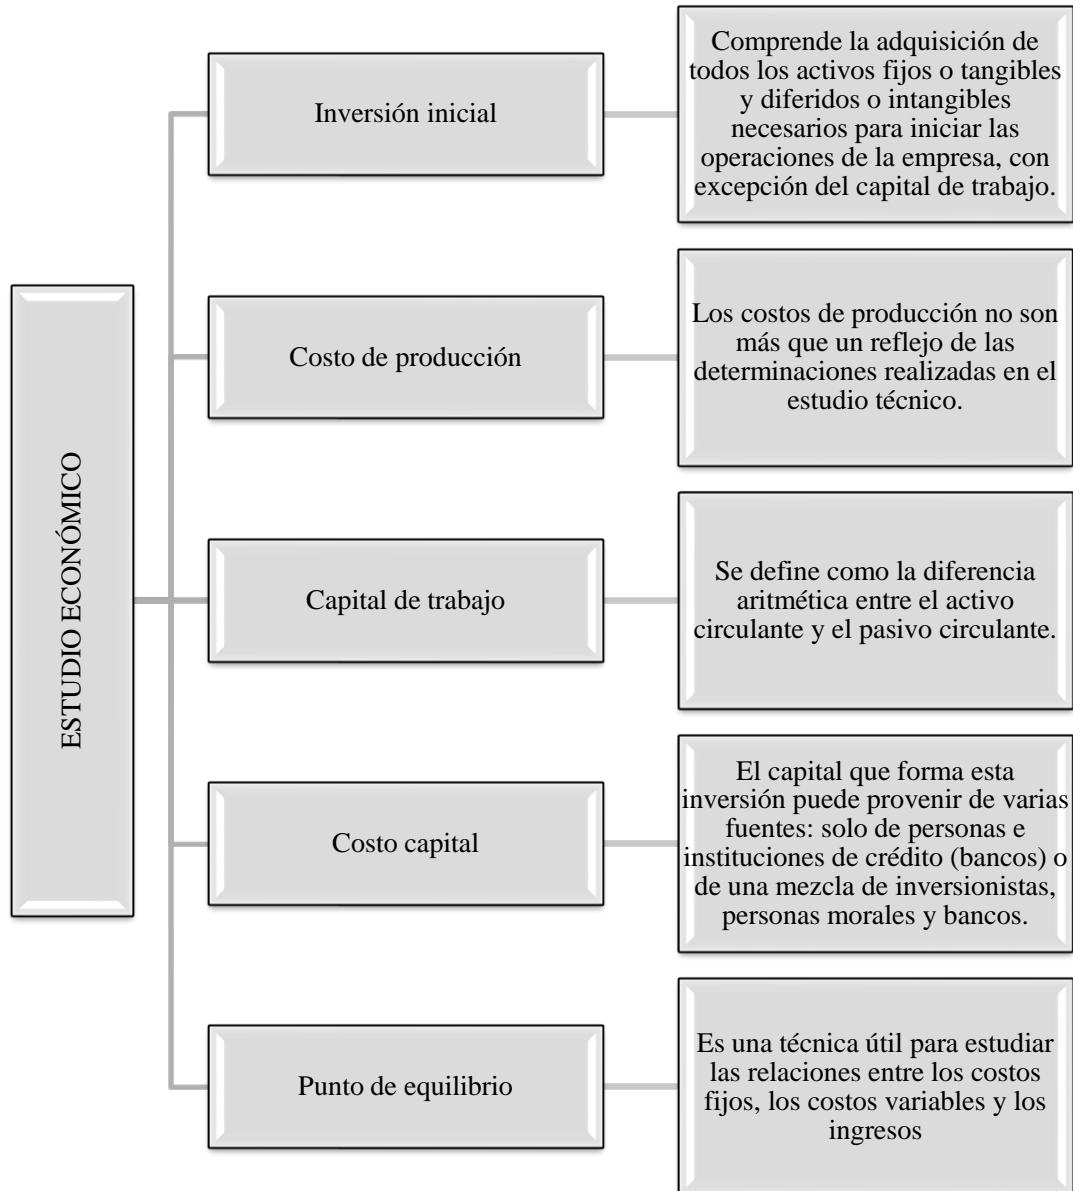 ESTUDIO ECONÓMICO
Inversión inicial
Comprende la adquisición de
todos los activos fijos o tangibles
y diferidos o intangibles
necesarios para iniciar las
operaciones de la empresa, con
excepción del capital de trabajo.
Costo de producción
Los costos de producción no son
más que un reflejo de las
determinaciones realizadas en el
estudio técnico.
Capital de trabajo
Se define como la diferencia
aritmética entre el activo
circulante y el pasivo circulante.
Costo capital
El capital que forma esta
inversión puede provenir de varias
fuentes: solo de personas e
instituciones de crédito (bancos) o
de una mezcla de inversionistas,
personas morales y bancos.
Punto de equilibrio
Es una técnica útil para estudiar
las relaciones entre los costos
fijos, los costos variables y los
ingresos